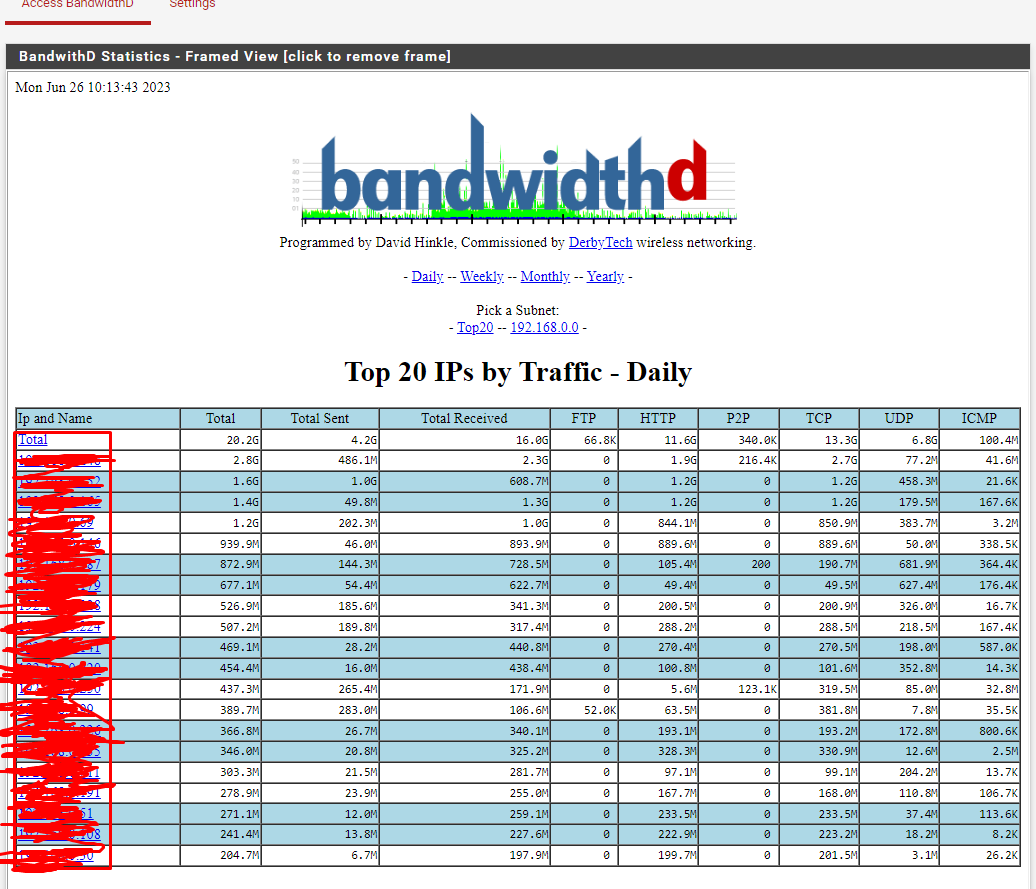 Access BandwidthD Settings
BandwithD Statistics - Framed View [click to remove frame]
Mon Jun 26 10:13:43 2023
50
40
30
20
10
bandwidthd
Programmed by David Hinkle, Commissioned by DerbyTech wireless networking.
- Daily -- Weekly -- Monthly -- Yearly -
Pick a Subnet:
- Top20 -- 192.168.0.0 -
Top 20 IPs by Traffic - Daily
Ip and Name Total Total Sent Total Received FTP HTTP P2P TCP UDP ICMP
Total 20.2G 4.2G 16.0G 66.8K 11.6G 340.0K 13.3G 6.8G 100.4M
2.8G 486.1M 2.3G 0 1.9G 216.4K 2.7G 77.2M 41.6M
1.6G 1.0G 608.7M 0 1.2G 0 1.2G 458.3M 21.6K
1.4G 49.8M 1.3G 0 1.2G 0 1.2G 179.5M 167.6K
1.2G 202.3M 1.0G 0 844.1M 0 850.9M 383.7M 3.2M
939.9M 46.0M 893.9M 0 889.6M 0 889.6M 50.0M 338.5K
872.9M 144.3M 728.5M 0 105.4M 200 190.7M 681.9M 364.4K
677.1M 54.4M 622.7M 0 49.4M 0 49.5M 627.4M 176.4K
526.9M 185.6M 341.3M 0 200.5M 0 200.9M 326.0M 16.7K
507.2M 189.8M 317.4M 0 288.2M 0 288.5M 218.5M 167.4K
469.1M 28.2M 440.8M 0 270.4M 0 270.5M 198.0M 587.0K
454.4M 16.0M 438.4M 0 100.8M 0 101.6M 352.8M 14.3K
437.3M 265.4M 171.9M 0 5.6M 123.1K 319.5M 85.0M 32.8M
389.7M 283.0M 106.6M 52.0K 63.5M 0 381.8M 7.8M 35.5K
366.8M 26.7M 340.1M 0 193.1M 0 193.2M 172.8M 800.6K
346.0M 20.8M 325.2M 0 328.3M 0 330.9M 12.6M 2.5M
303.3M 21.5M 281.7M 0 97.1M 0 99.1M 204.2M 13.7K
278.9M 23.9M 255.0M 0 167.7M 0 168.0M 110.8M 106.7K
271.1M 12.0M 259.1M 0 233.5M 0 233.5M 37.4M 113.6K
241.4M 13.8M 227.6M 0 222.9M 0 223.2M 18.2M 8.2K
204.7M 6.7M 197.9M 0 199.7M 0 201.5M 3.1M 26.2K